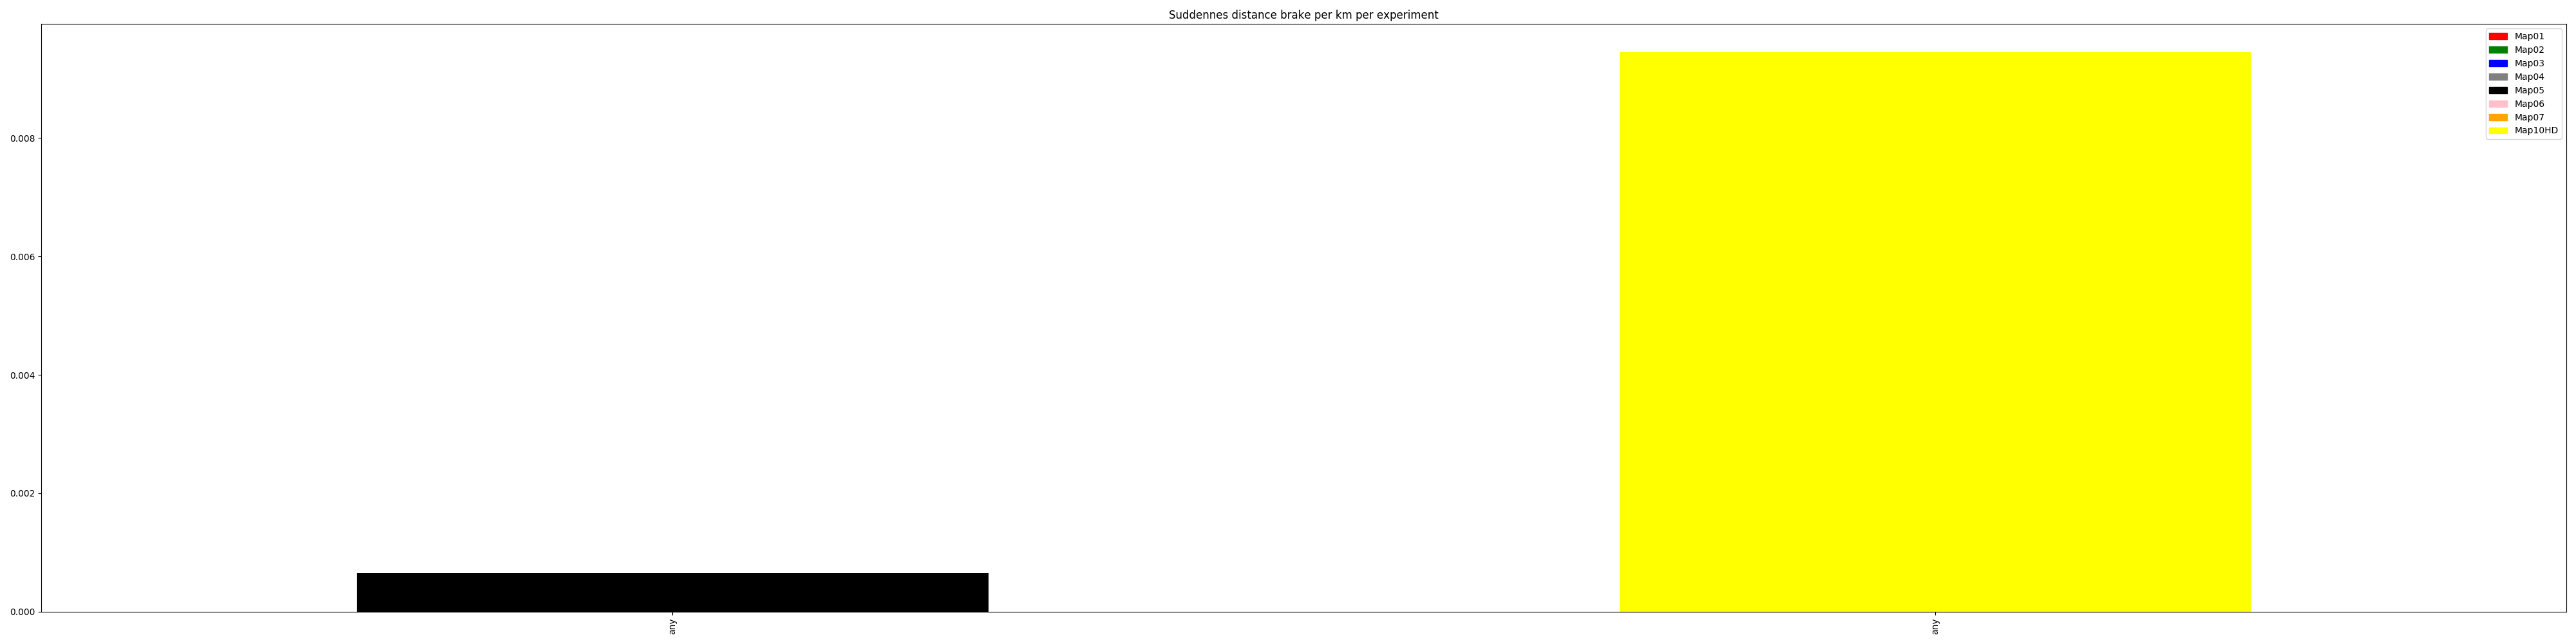 Suddennes distance brake per km per experiment
Map01
Map02
Map03
Map04
Map05
Map06
Map07
Map10HD
0.008
0.006
0.004
0.002
0.000
any
any